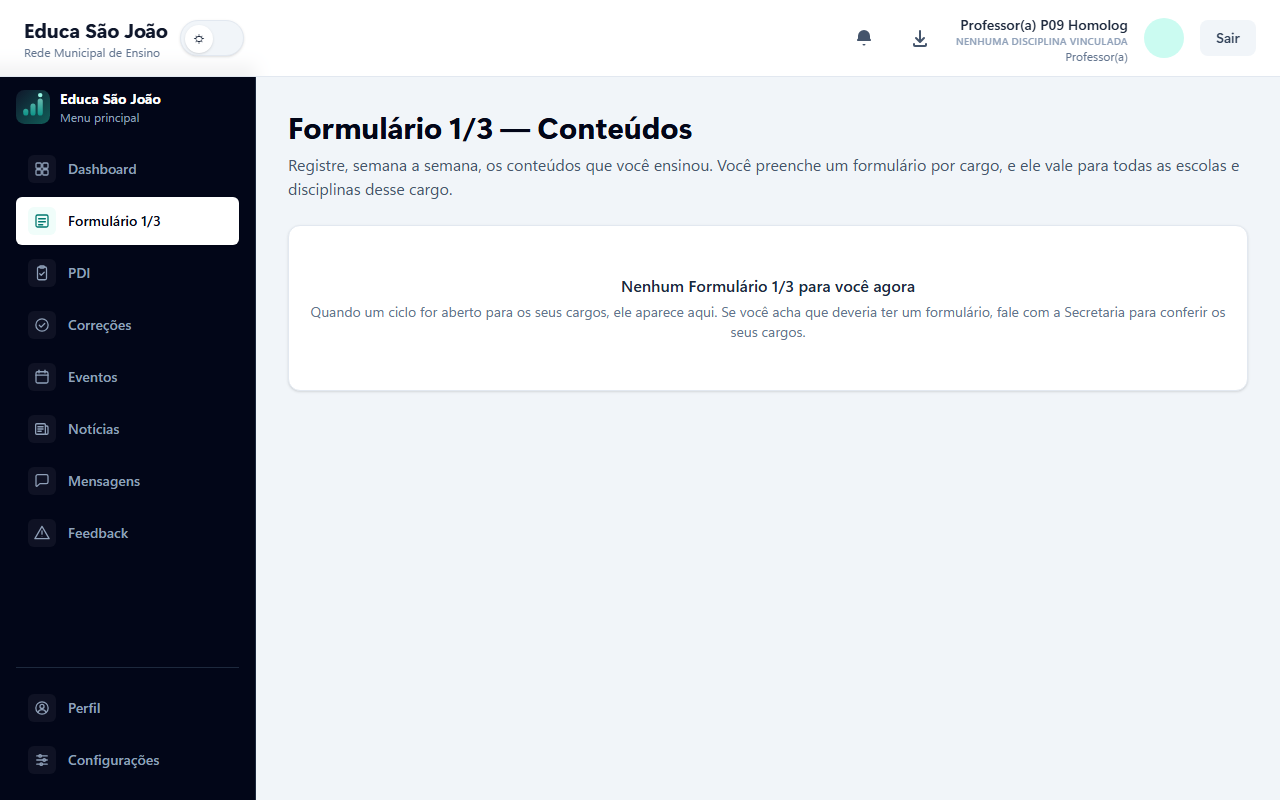 Educa São João
Rede Municipal de Ensino
Professor(a) P09 Homolog
NENHUMA DISCIPLINA VINCULADA
Professor(a)
Sair
Educa São João
Menu principal
Dashboard
Formulário 1/3
PDI
Correções
Eventos
Notícias
Mensagens
Feedback
Perfil
Configurações
Formulário 1/3 — Conteúdos
Registre, semana a semana, os conteúdos que você ensinou. Você preenche um formulário por cargo, e ele vale para todas as escolas e
disciplinas desse cargo.
Nenhum Formulário 1/3 para você agora
Quando um ciclo for aberto para os seus cargos, ele aparece aqui. Se você acha que deveria ter um formulário, fale com a Secretaria para conferir os
seus cargos.